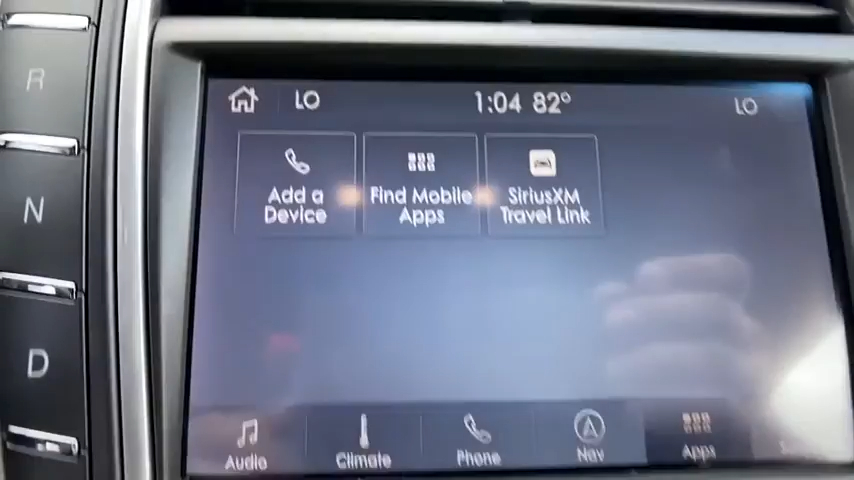 R
N
D
LO
1:04 82°
LO
Add a
Device
Find Mobile
Apps
SiriusXM
Travel Link
Audio
Climate
Phone
Nav
Apps